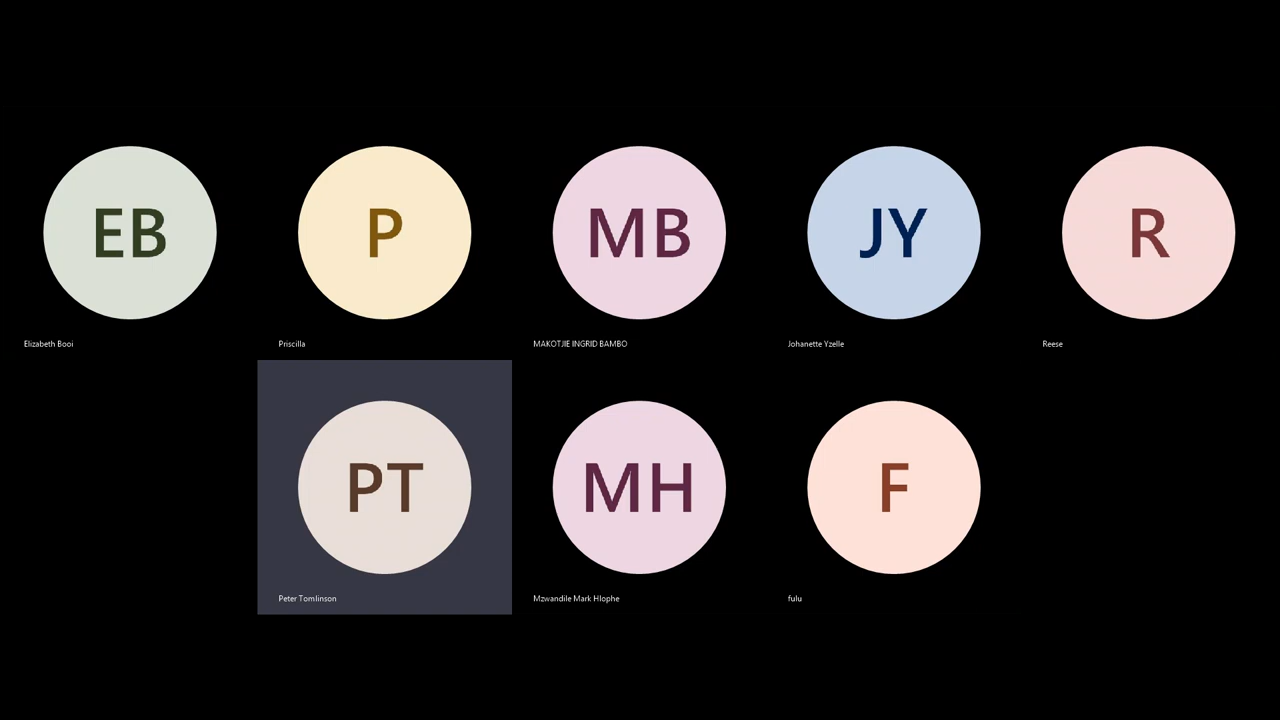 EB
P
MB
JY
R
Elizabeth Booi
Priscilla
MAKOTJIE INGRID BAMBO
Johanette Yzelle
Reese
PT
MH
F
Peter Tomlinson
Mzwandile Mark Hlophe
fulu